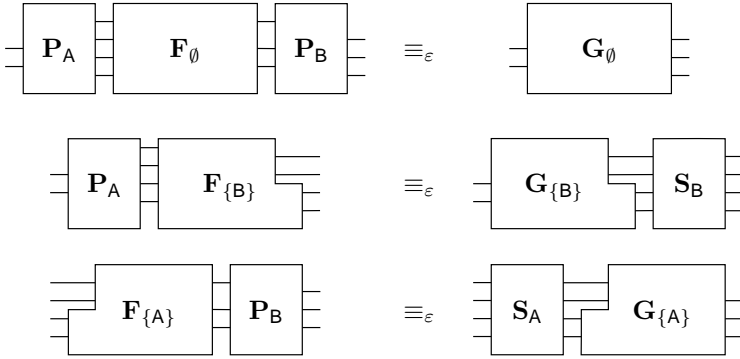 P_A F_∅ P_B ≡_ε G_∅
P_A F_{B} ≡_ε G_{B} S_B
F_{A} P_B ≡_ε S_A G_{A}